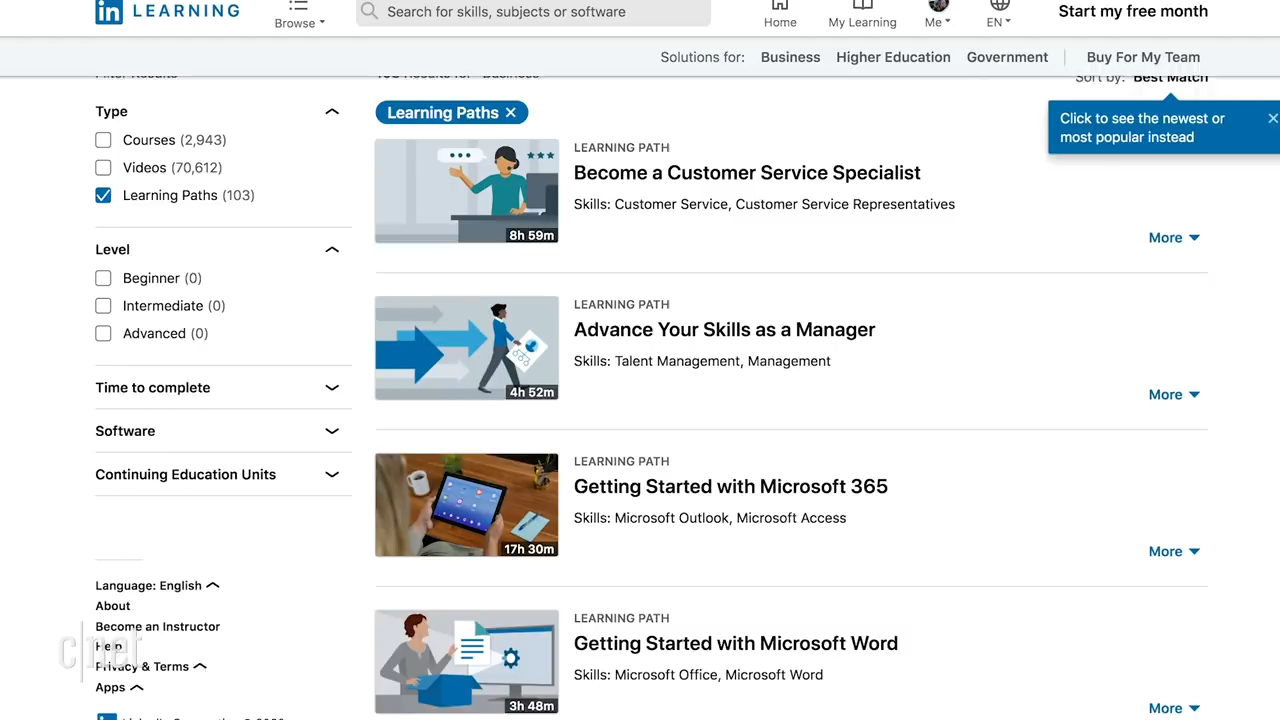 in LEARNING
Browse
Search for skills, subjects or software
Home
My Learning
Me
EN
Start my free month
Solutions for: Business Higher Education Government Buy For My Team
Sort by: Best Match
Click to see the newest or
most popular instead
Type
Courses (2,943)
Videos (70,612)
Learning Paths (103)
Level
Beginner (0)
Intermediate (0)
Advanced (0)
Time to complete
Software
Continuing Education Units
Language: English
About
Become an Instructor
Help
Privacy & Terms
Apps
c|net
Learning Paths ✕
LEARNING PATH
Become a Customer Service Specialist
Skills: Customer Service, Customer Service Representatives
8h 59m
More
LEARNING PATH
Advance Your Skills as a Manager
Skills: Talent Management, Management
4h 52m
More
LEARNING PATH
Getting Started with Microsoft 365
Skills: Microsoft Outlook, Microsoft Access
17h 30m
More
LEARNING PATH
Getting Started with Microsoft Word
Skills: Microsoft Office, Microsoft Word
3h 48m
More